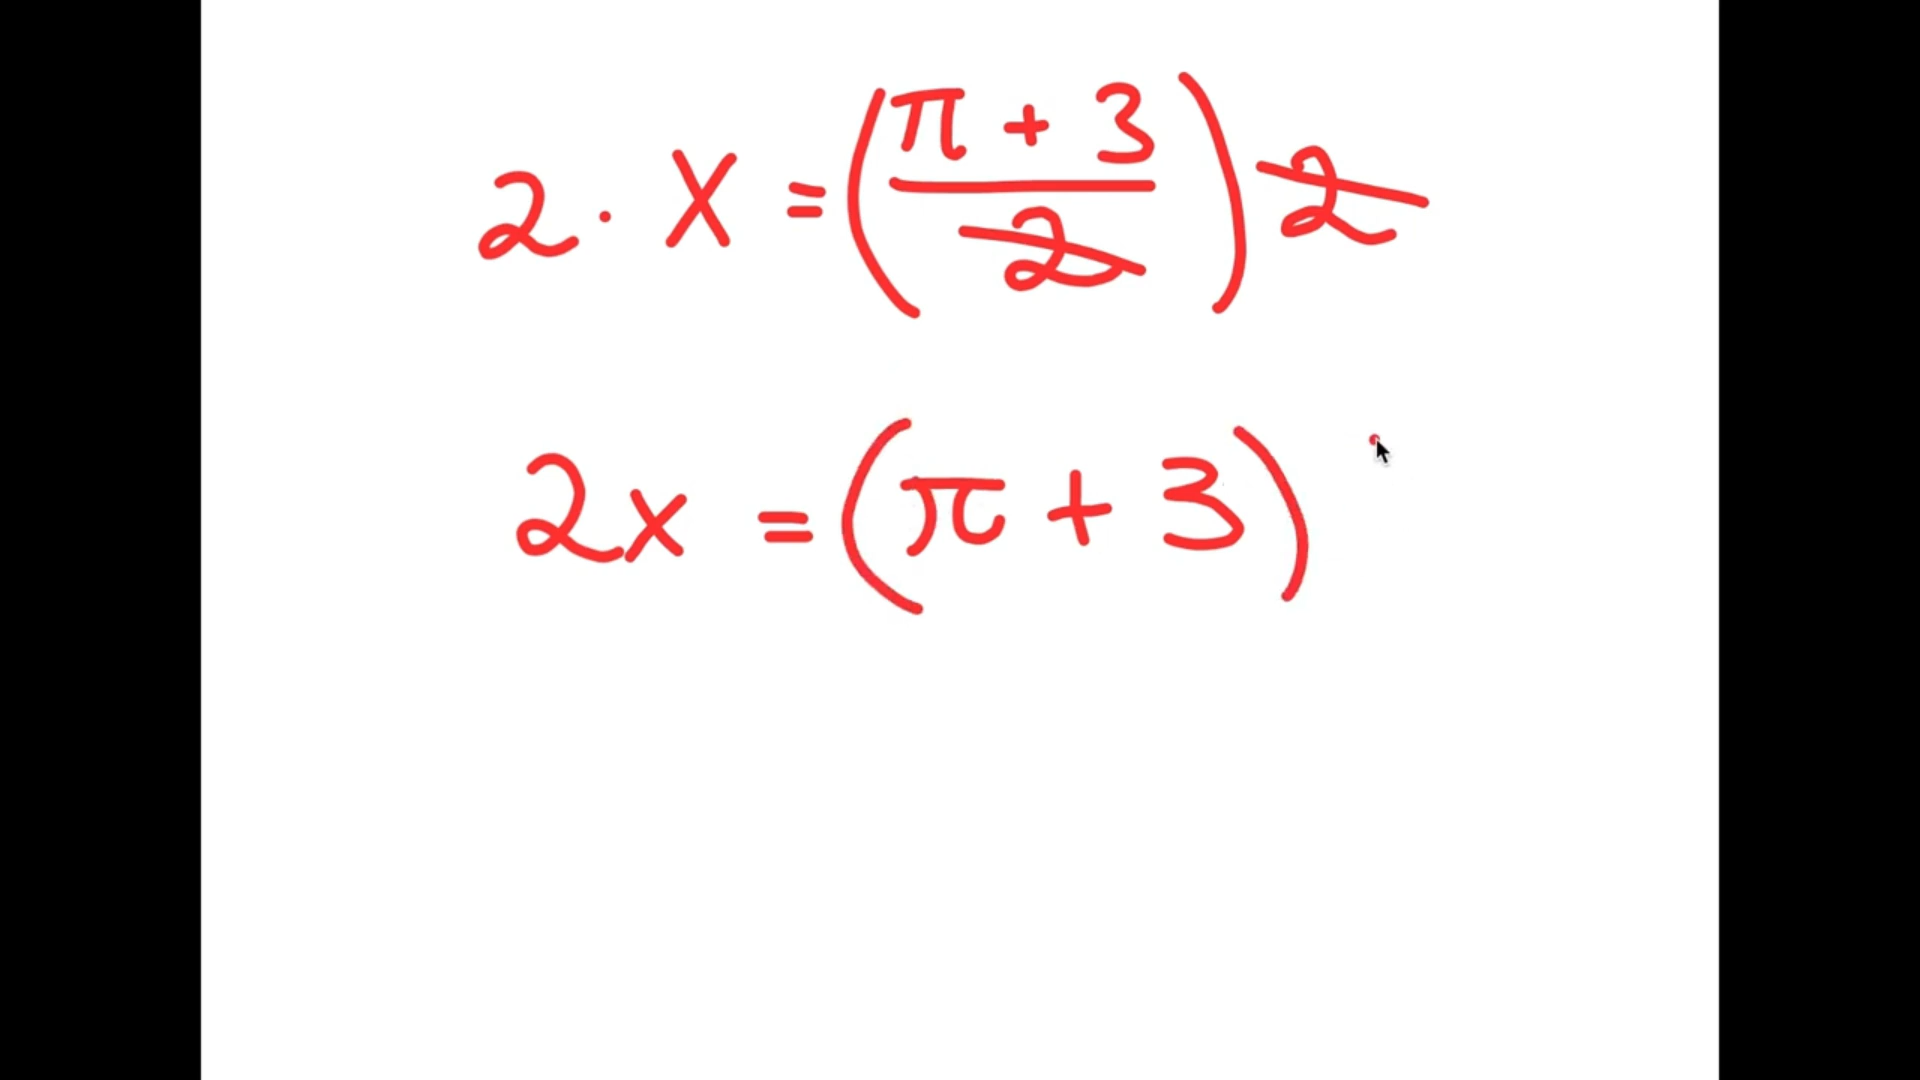 2 · X = (π + 3 / 2) 2
2x = (π + 3)